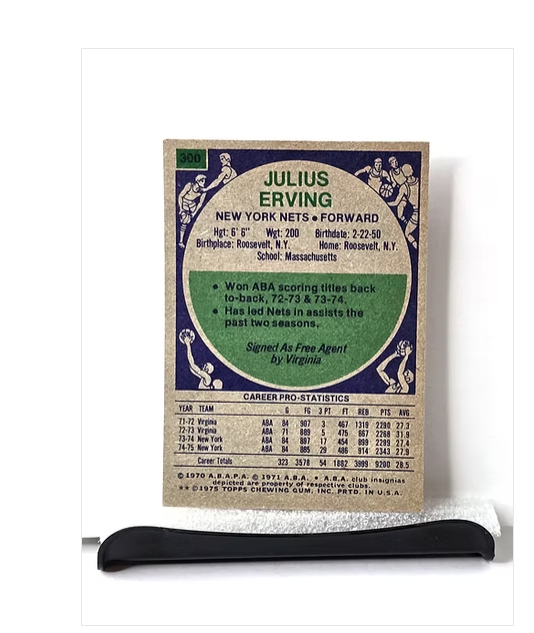 300
JULIUS
ERVING
NEW YORK NETS • FORWARD
Hgt: 6' 6" Wgt: 200 Birthdate: 2-22-50
Birthplace: Roosevelt, N.Y. Home: Roosevelt, N.Y.
School: Massachusetts
• Won ABA scoring titles back
to-back, 72-73 & 73-74.
• Has led Nets in assists the
past two seasons.
Signed As Free Agent
by Virginia
CAREER PRO-STATISTICS
YEAR TEAM G FG 3 PT FT REB PTS AVG
71-72 Virginia ABA 84 907 3 467 1319 2290 27.3
72-73 Virginia ABA 71 889 5 475 867 2268 31.9
73-74 New York ABA 84 897 17 454 899 2299 27.4
74-75 New York ABA 84 885 29 486 914 2343 27.9
Career Totals 323 3578 54 1882 3999 9200 28.5
© 1970 A.B.A.P.A. © 1971 A.B.A. • A.B.A. club insignias
depicted are property of respective clubs.
** © 1975 TOPPS CHEWING GUM, INC. PRTD. IN U.S.A.